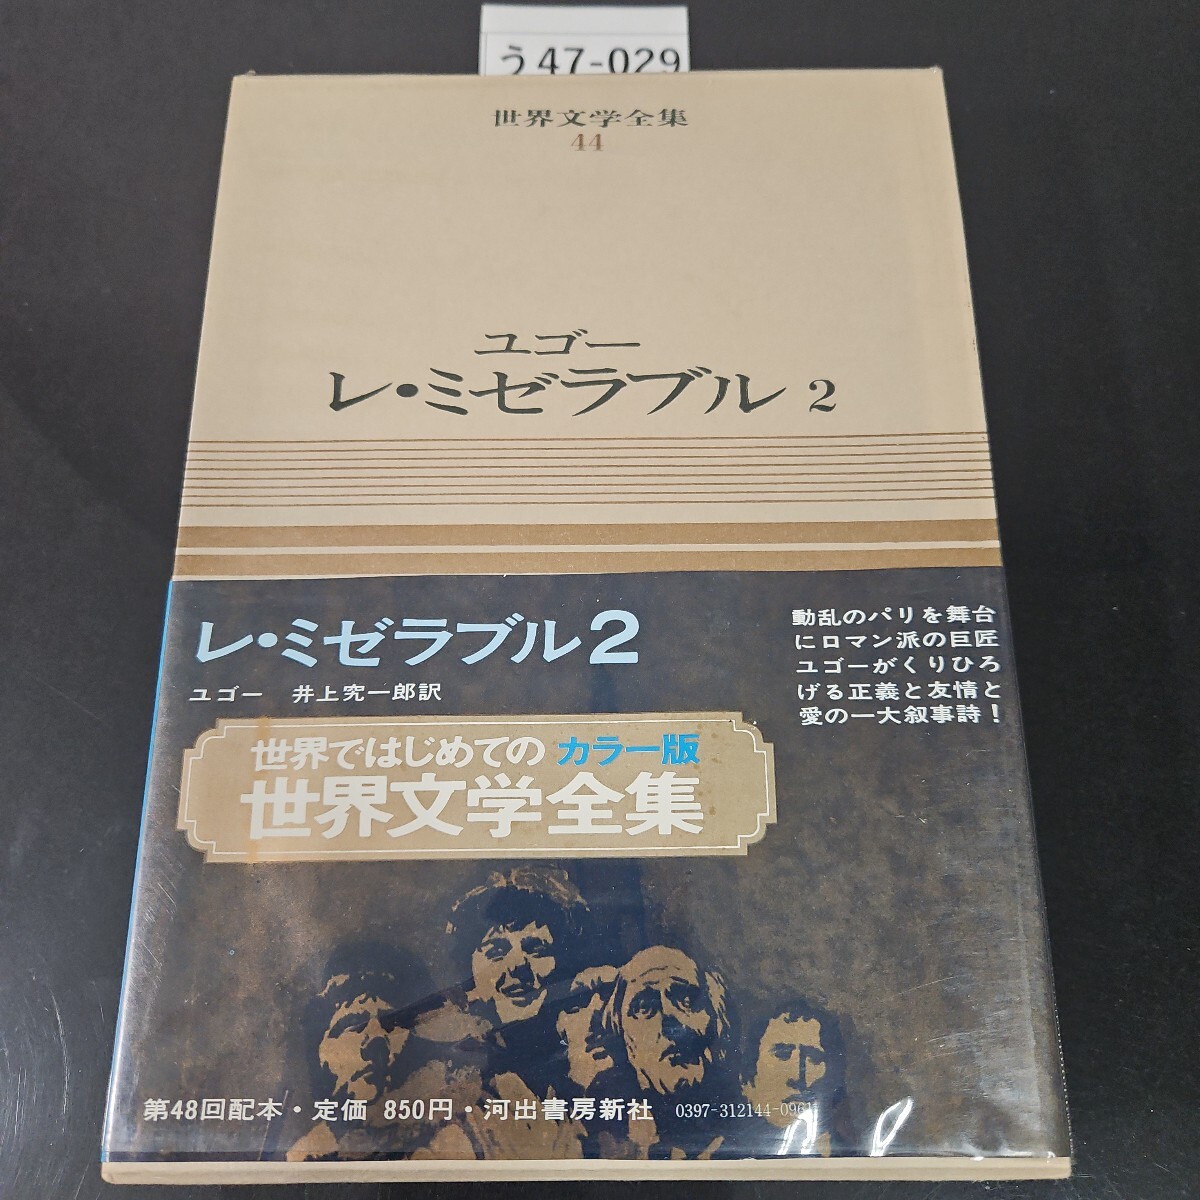 う47-029
世界文学全集
44
ユゴー
レ・ミゼラブル 2
レ・ミゼラブル2
ユゴー 井上究一郎訳
動乱のパリを舞台
にロマン派の巨匠
ユゴーがくりひろ
げる正義と友情と
愛の一大叙事詩！
世界ではじめての カラー版
世界文学全集
第48回配本・定価 850円・河出書房新社 0397-312144-0961